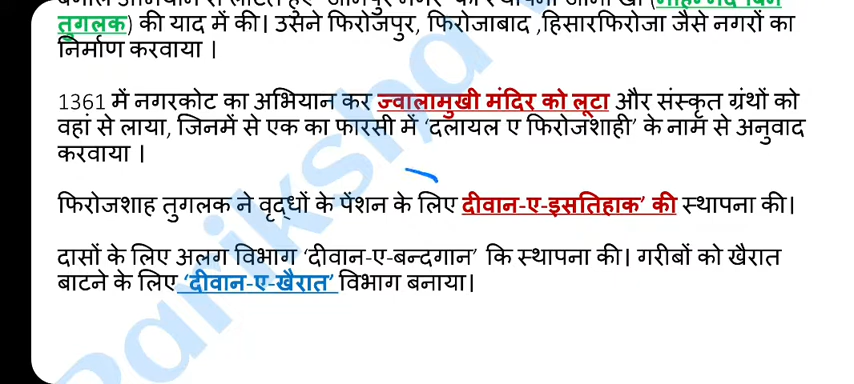 तुगलक) की याद में की। उसने फिरोजपुर, फिरोजाबाद ,हिसारफिरोजा जैसे नगरों का
निर्माण करवाया ।
1361 में नगरकोट का अभियान कर ज्वालामुखी मंदिर को लूटा और संस्कृत ग्रंथों को
वहां से लाया, जिनमें से एक का फारसी में ‘दलायल ए फिरोजशाही’ के नाम से अनुवाद
करवाया ।
फिरोजशाह तुगलक ने वृद्धों के पेंशन के लिए दीवान-ए-इसतिहाक’ की स्थापना की।
दासों के लिए अलग विभाग ‘दीवान-ए-बन्दगान’ कि स्थापना की। गरीबों को खैरात
बाटने के लिए ‘दीवान-ए-खैरात’ विभाग बनाया।
Pariksha